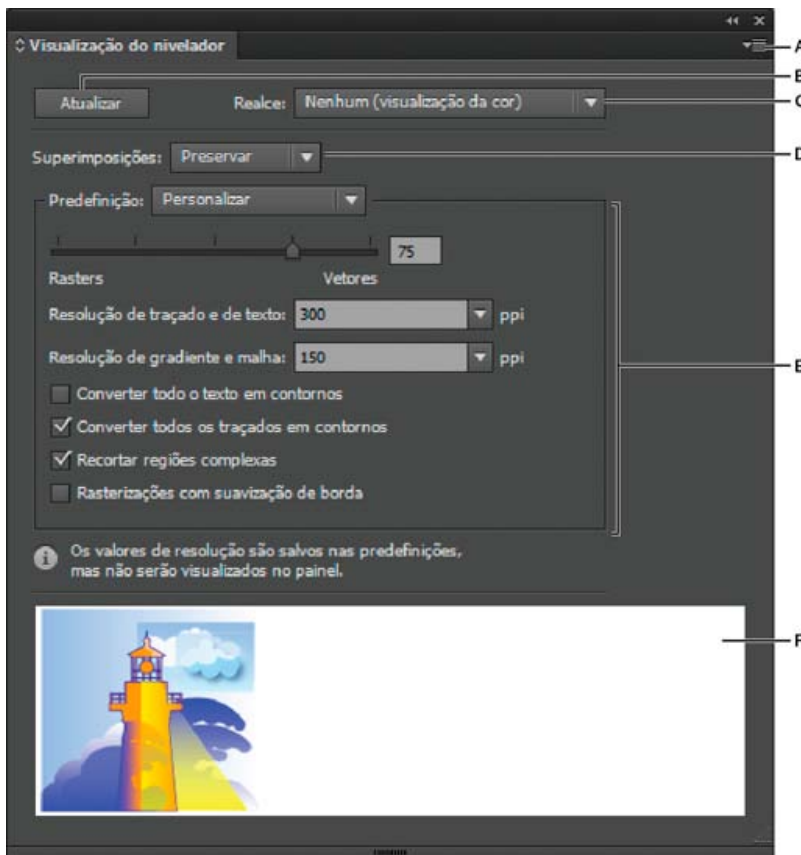 Visualização do nivelador
A
B
Atualizar
Realce:
Nenhum (visualização da cor)
C
Superimposições:
Preservar
D
Predefinição:
Personalizar
75
Rasters
Vetores
Resolução de traçado e de texto:
300
ppi
Resolução de gradiente e malha:
150
ppi
E
Converter todo o texto em contornos
Converter todos os traçados em contornos
Recortar regiões complexas
Rasterizações com suavização de borda
Os valores de resolução são salvos nas predefinições,
mas não serão visualizados no painel.
F